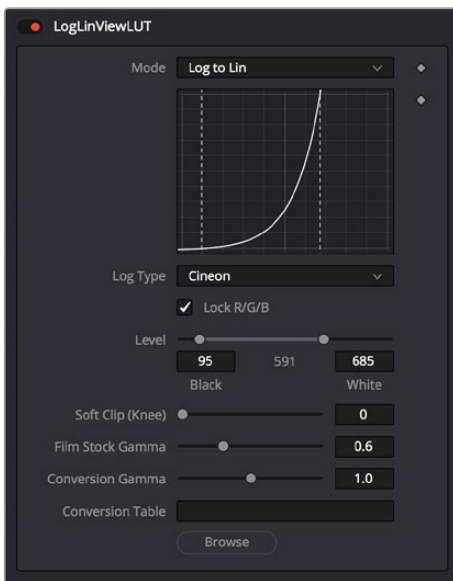 LogLinViewLUT
Mode Log to Lin
Log Type Cineon
Lock R/G/B
Level
95 591 685
Black White
Soft Clip (Knee) 0
Film Stock Gamma 0.6
Conversion Gamma 1.0
Conversion Table
Browse